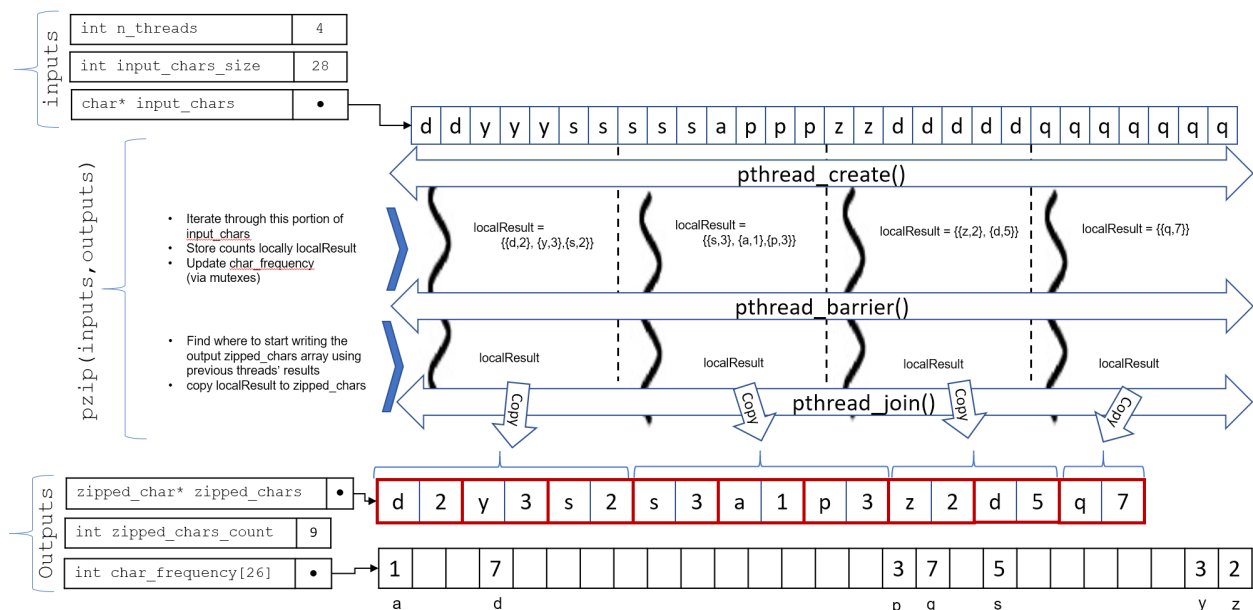 inputs
int n_threads 4
int input_chars_size 28
char* input_chars •
d d y y y s s s s s a p p p z z d d d d d q q q q q q q
pthread_create()
pzip(inputs,outputs)
• Iterate through this portion of
input_chars
• Store counts locally localResult
• Update char_frequency
(via mutexes)
localResult =
{{d,2}, {y,3},{s,2}}
localResult =
{{s,3}, {a,1},{p,3}}
localResult = {{z,2}, {d,5}}
localResult = {{q,7}}
pthread_barrier()
• Find where to start writing the
output zipped_chars array using
previous threads' results
• copy localResult to zipped_chars
localResult
localResult
localResult
localResult
pthread_join()
Copy
Copy
Copy
Copy
Outputs
zipped_char* zipped_chars •
d 2 y 3 s 2 s 3 a 1 p 3 z 2 d 5 q 7
int zipped_chars_count 9
int char_frequency[26] •
1 7 3 7 5 3 2
a d p q s y z